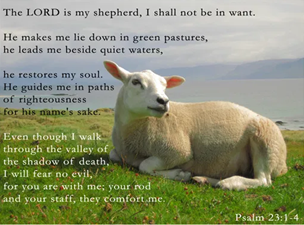 The LORD is my shepherd, I shall not be in want.
He makes me lie down in green pastures,
he leads me beside quiet waters,
he restores my soul.
He guides me in paths
of righteousness
for his name's sake.
Even though I walk
through the valley of
the shadow of death,
I will fear no evil,
for you are with me; your rod
and your staff, they comfort me.
Psalm 23:1-4